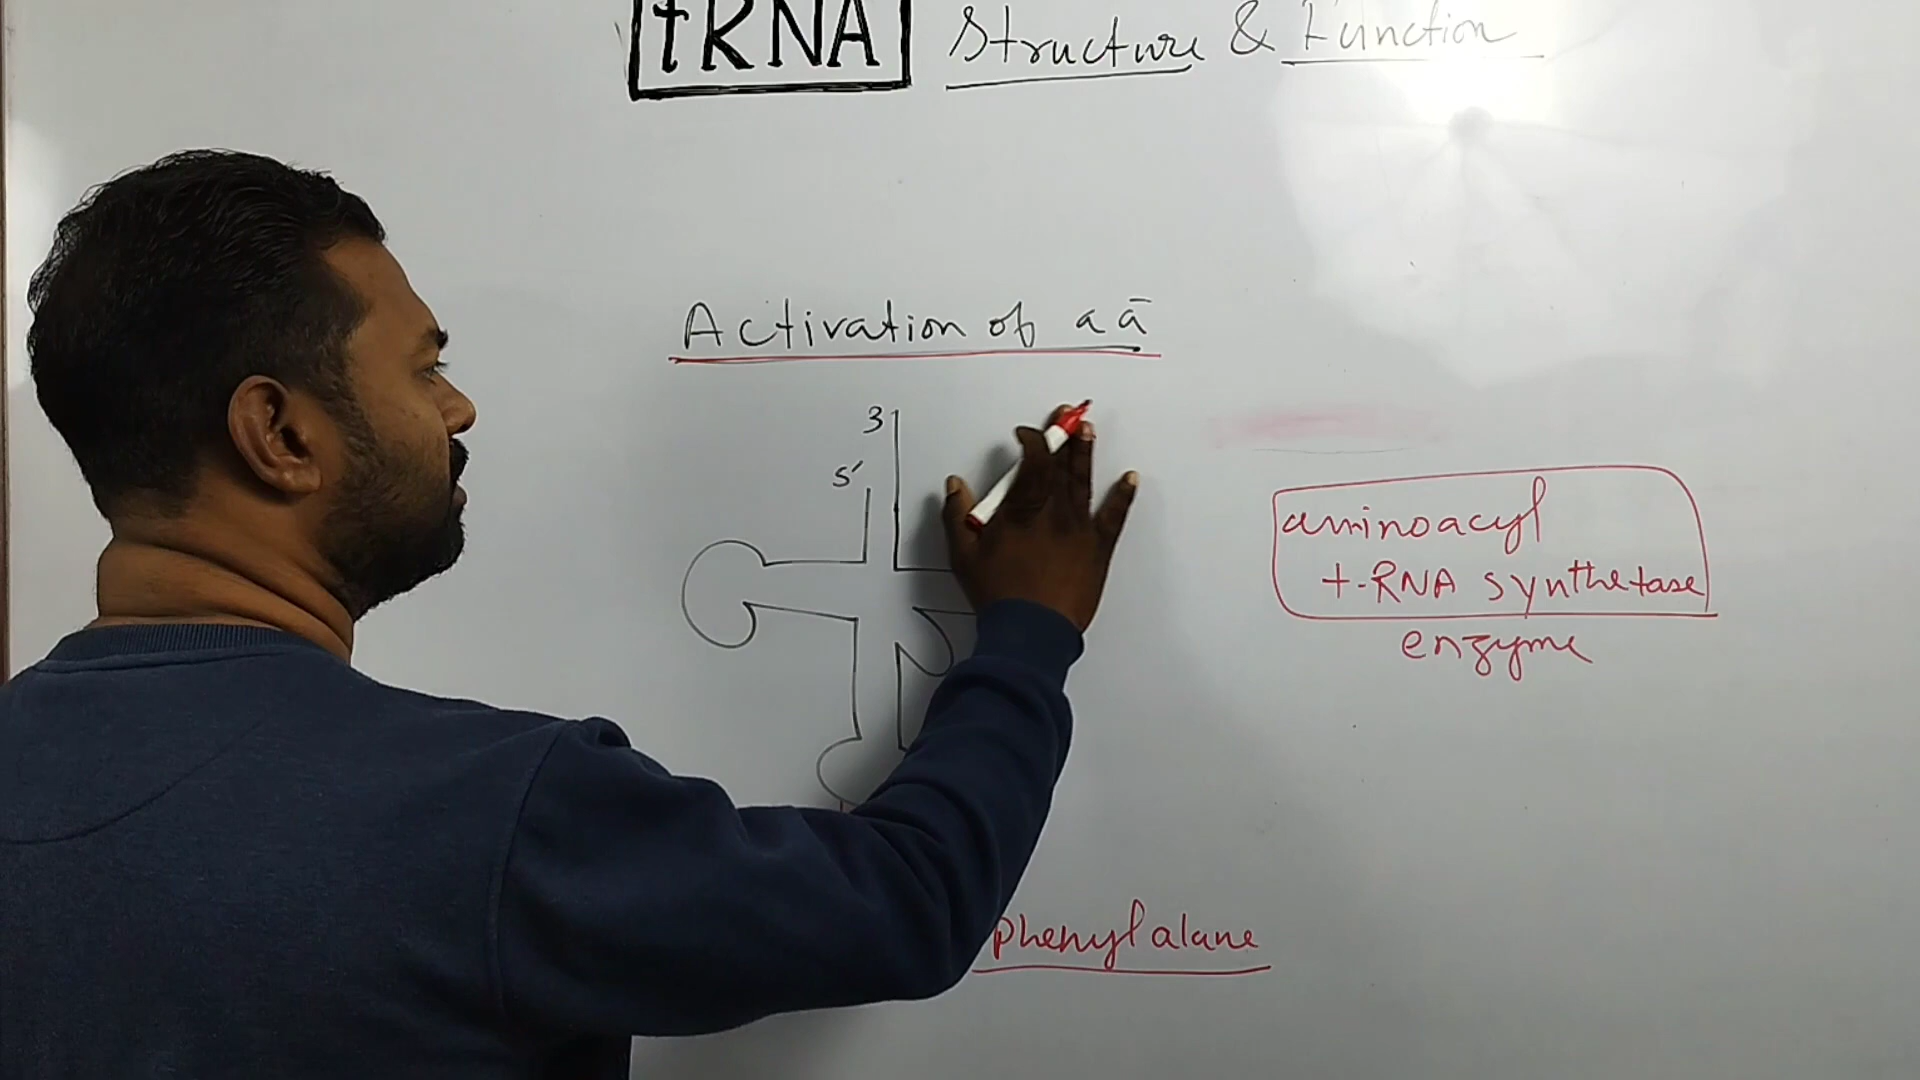 tRNA Structure & Function
Activation of aā
3
5′
aminoacyl
t-RNA synthetase
enzyme
phenylalane